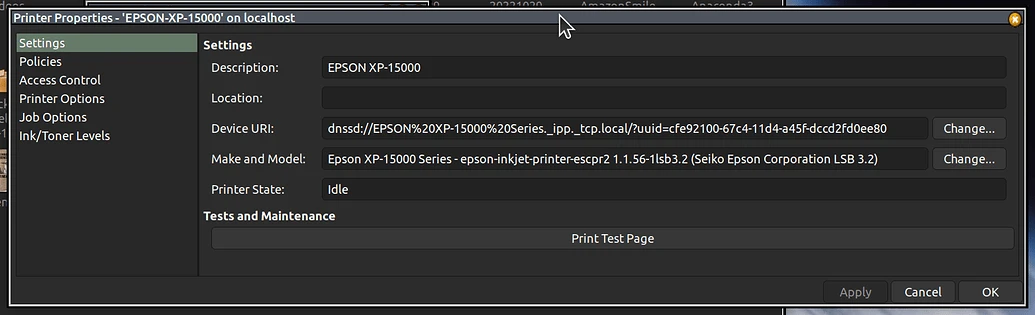 20221020 AmazonSmile Anaconda3
Printer Properties - 'EPSON-XP-15000' on localhost
Settings
Policies
Access Control
Printer Options
Job Options
Ink/Toner Levels
Settings
Description: EPSON XP-15000
Location:
Device URI: dnssd://EPSON%20XP-15000%20Series._ipp._tcp.local/?uuid=cfe92100-67c4-11d4-a45f-dccd2fd0ee80 Change...
Make and Model: Epson XP-15000 Series - epson-inkjet-printer-escpr2 1.1.56-1lsb3.2 (Seiko Epson Corporation LSB 3.2) Change...
Printer State: Idle
Tests and Maintenance
Print Test Page
Apply Cancel OK